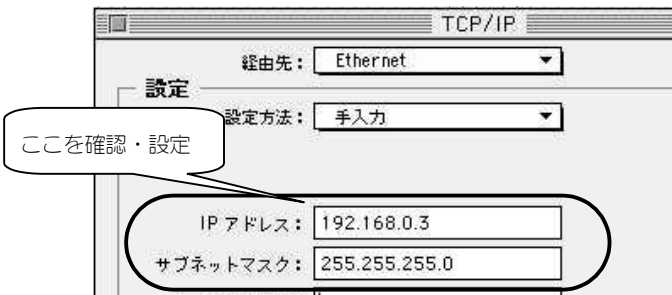 TCP/IP
経由先： Ethernet
設定
設定方法： 手入力
ここを確認・設定
IP アドレス： 192.168.0.3
サブネットマスク： 255.255.255.0